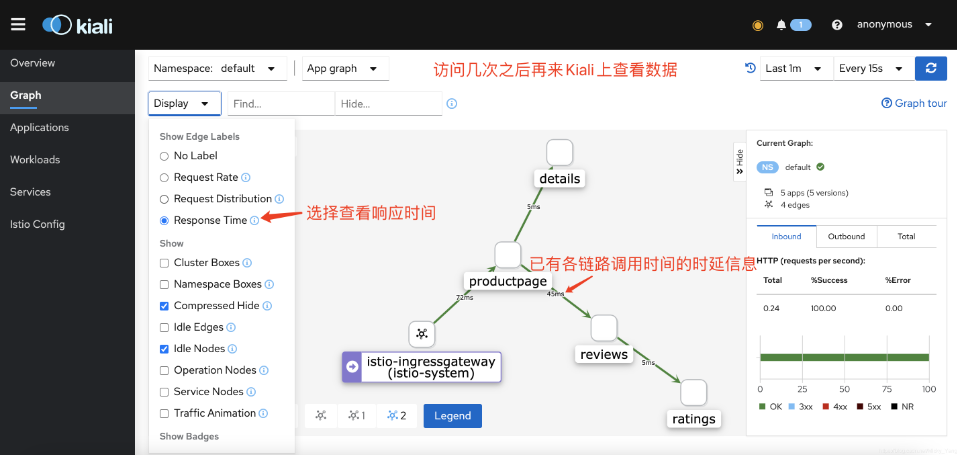 kiali
1
anonymous
Overview
Graph
Applications
Workloads
Services
Istio Config
Namespace: default
App graph
访问几次之后再来Kiali上查看数据
Last 1m
Every 15s
Display
Find...
Hide...
Graph tour
Show Edge Labels
No Label
Request Rate
Request Distribution
Response Time
选择查看响应时间
Show
Cluster Boxes
Namespace Boxes
Compressed Hide
Idle Edges
Idle Nodes
Operation Nodes
Service Nodes
Traffic Animation
Show Badges
details
5ms
productpage
已有各链路调用时间的时延信息
72ms
45ms
istio-ingressgateway
(istio-system)
reviews
5ms
ratings
1
2
Legend
Hide
Current Graph:
NS default
5 apps (5 versions)
4 edges
Inbound Outbound Total
HTTP (requests per second):
Total %Success %Error
0.24 100.00 0.00
0 25 50 75 100
OK 3xx 4xx 5xx NR